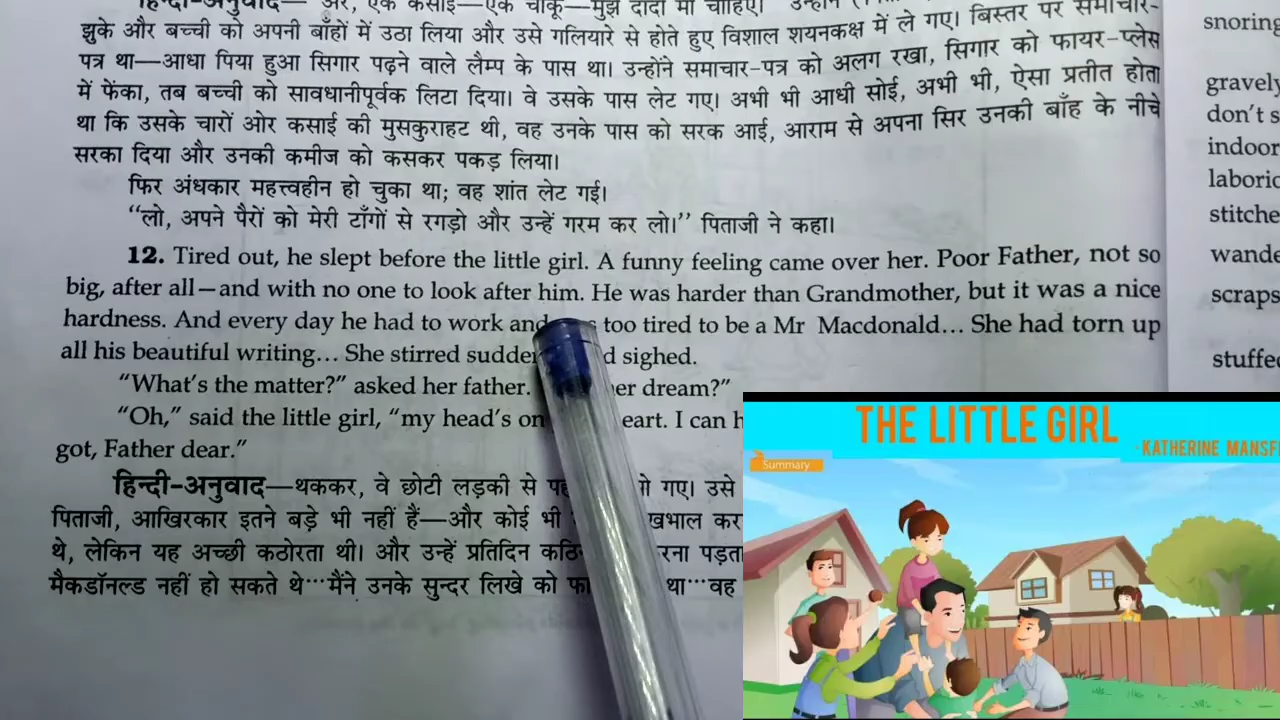 हिन्दी-अनुवाद— अरे, एक कसाई—एक चाकू—मुझे दादी माँ चाहिए।" उन्होंने
झुके और बच्ची को अपनी बाँहों में उठा लिया और उसे गलियारे से होते हुए विशाल शयनकक्ष में ले गए। बिस्तर पर समाचार-
पत्र था—आधा पिया हुआ सिगार पढ़ने वाले लैम्प के पास था। उन्होंने समाचार-पत्र को अलग रखा, सिगार को फायर-प्लेस
में फेंका, तब बच्ची को सावधानीपूर्वक लिटा दिया। वे उसके पास लेट गए। अभी भी आधी सोई, अभी भी, ऐसा प्रतीत होता
था कि उसके चारों ओर कसाई की मुसकुराहट थी, वह उनके पास को सरक आई, आराम से अपना सिर उनकी बाँह के नीचे
सरका दिया और उनकी कमीज को कसकर पकड़ लिया।
फिर अंधकार महत्त्वहीन हो चुका था; वह शांत लेट गई।
"लो, अपने पैरों को मेरी टाँगों से रगड़ो और उन्हें गरम कर लो।" पिताजी ने कहा।
12. Tired out, he slept before the little girl. A funny feeling came over her. Poor Father, not so
big, after all—and with no one to look after him. He was harder than Grandmother, but it was a nice
hardness. And every day he had to work and too tired to be a Mr Macdonald... She had torn up
all his beautiful writing... She stirred sighed.
"What's the matter?" asked her father. dream?"
"Oh," said the little girl, "my head's on I can
got, Father dear."
हिन्दी-अनुवाद—थककर, वे छोटी लड़की से गए। उसे
पिताजी, आखिरकार इतने बड़े भी नहीं हैं—और कोई भी
थे, लेकिन यह अच्छी कठोरता थी। और उन्हें प्रतिदिन
मैकडॉनल्ड नहीं हो सकते थे···मैंने उनके सुन्दर लिखे को था···वह
snoring
gravely
don't s
indoor
laborio
stitche
wande
scraps
stuffe
THE LITTLE GIRL
- KATHERINE MANSF
Summary